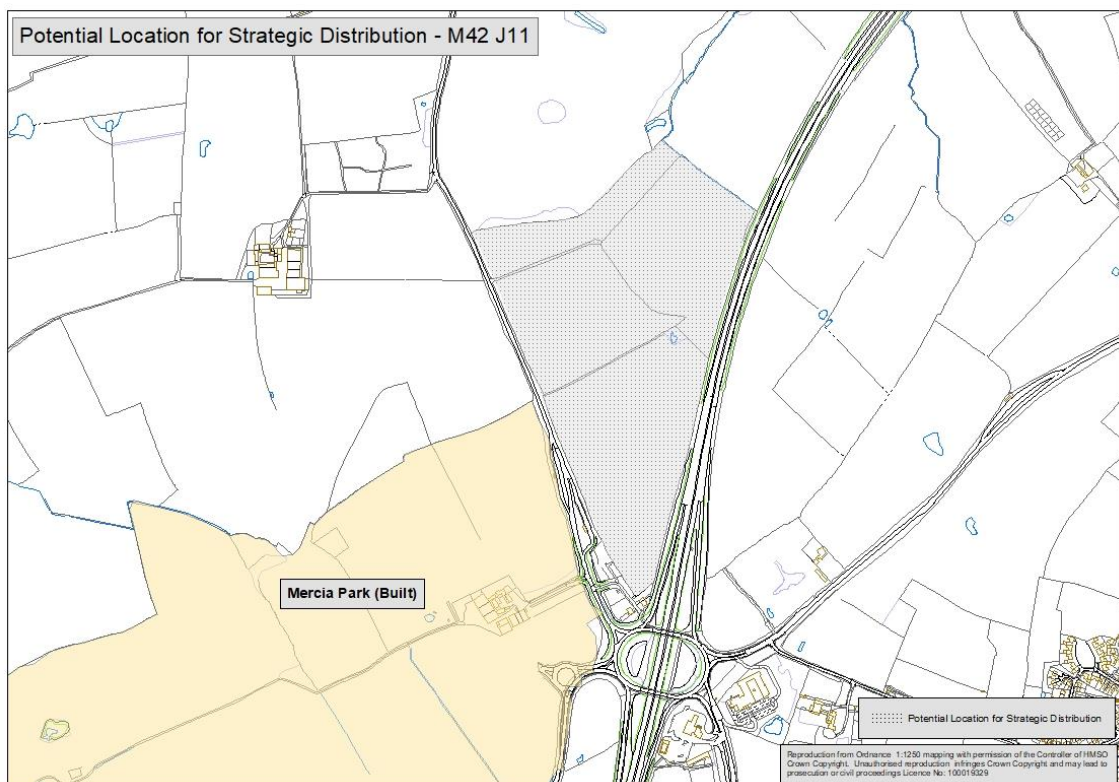 Potential Location for Strategic Distribution - M42 J11
Mercia Park (Built)
Potential Location for Strategic Distribution
Reproduction from Ordnance 1:1250 mapping with permission of the Controller of HMSO
Crown Copyright. Unauthorised reproduction infringes Crown Copyright and may lead to
prosecution or civil proceedings Licence No: 100019329